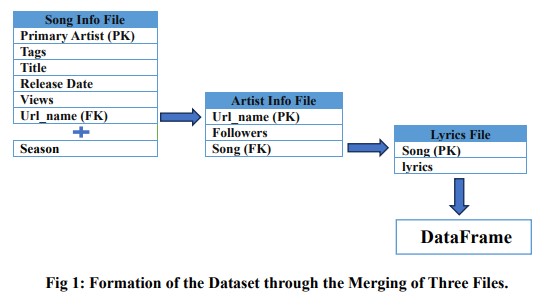 Song Info File
Primary Artist (PK)
Tags
Title
Release Date
Views
Url_name (FK)
+
Season
Artist Info File
Url_name (PK)
Followers
Song (FK)
Lyrics File
Song (PK)
lyrics
DataFrame
Fig 1: Formation of the Dataset through the Merging of Three Files.